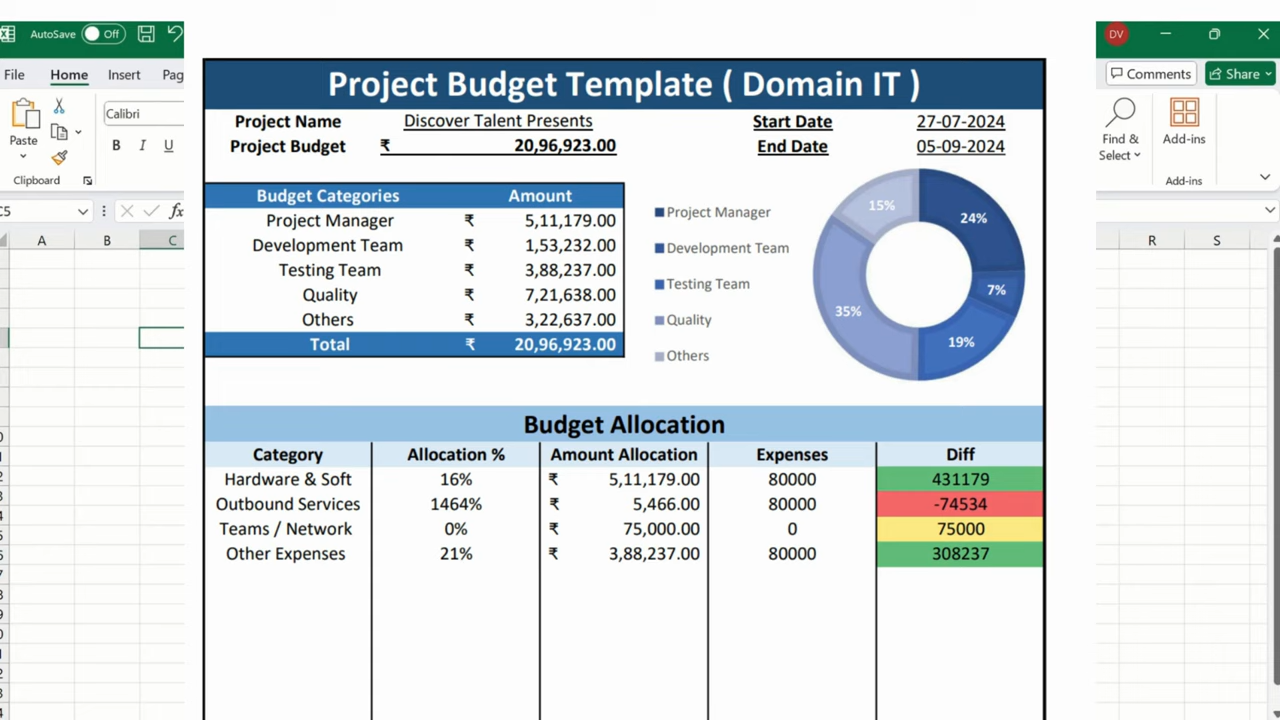 AutoSave Off
DV
File Home Insert Pag
Comments Share
Paste
Calibri
B I U
Clipboard
Find & Select
Add-ins
Add-ins
C5 fx
A B C R S
Project Budget Template ( Domain IT )
Project Name Discover Talent Presents Start Date 27-07-2024
Project Budget ₹ 20,96,923.00 End Date 05-09-2024
Budget Categories Amount
Project Manager ₹ 5,11,179.00
Development Team ₹ 1,53,232.00
Testing Team ₹ 3,88,237.00
Quality ₹ 7,21,638.00
Others ₹ 3,22,637.00
Total ₹ 20,96,923.00
Project Manager
Development Team
Testing Team
Quality
Others
15%
24%
7%
35%
19%
Budget Allocation
Category Allocation % Amount Allocation Expenses Diff
Hardware & Soft 16% ₹ 5,11,179.00 80000 431179
Outbound Services 1464% ₹ 5,466.00 80000 -74534
Teams / Network 0% ₹ 75,000.00 0 75000
Other Expenses 21% ₹ 3,88,237.00 80000 308237